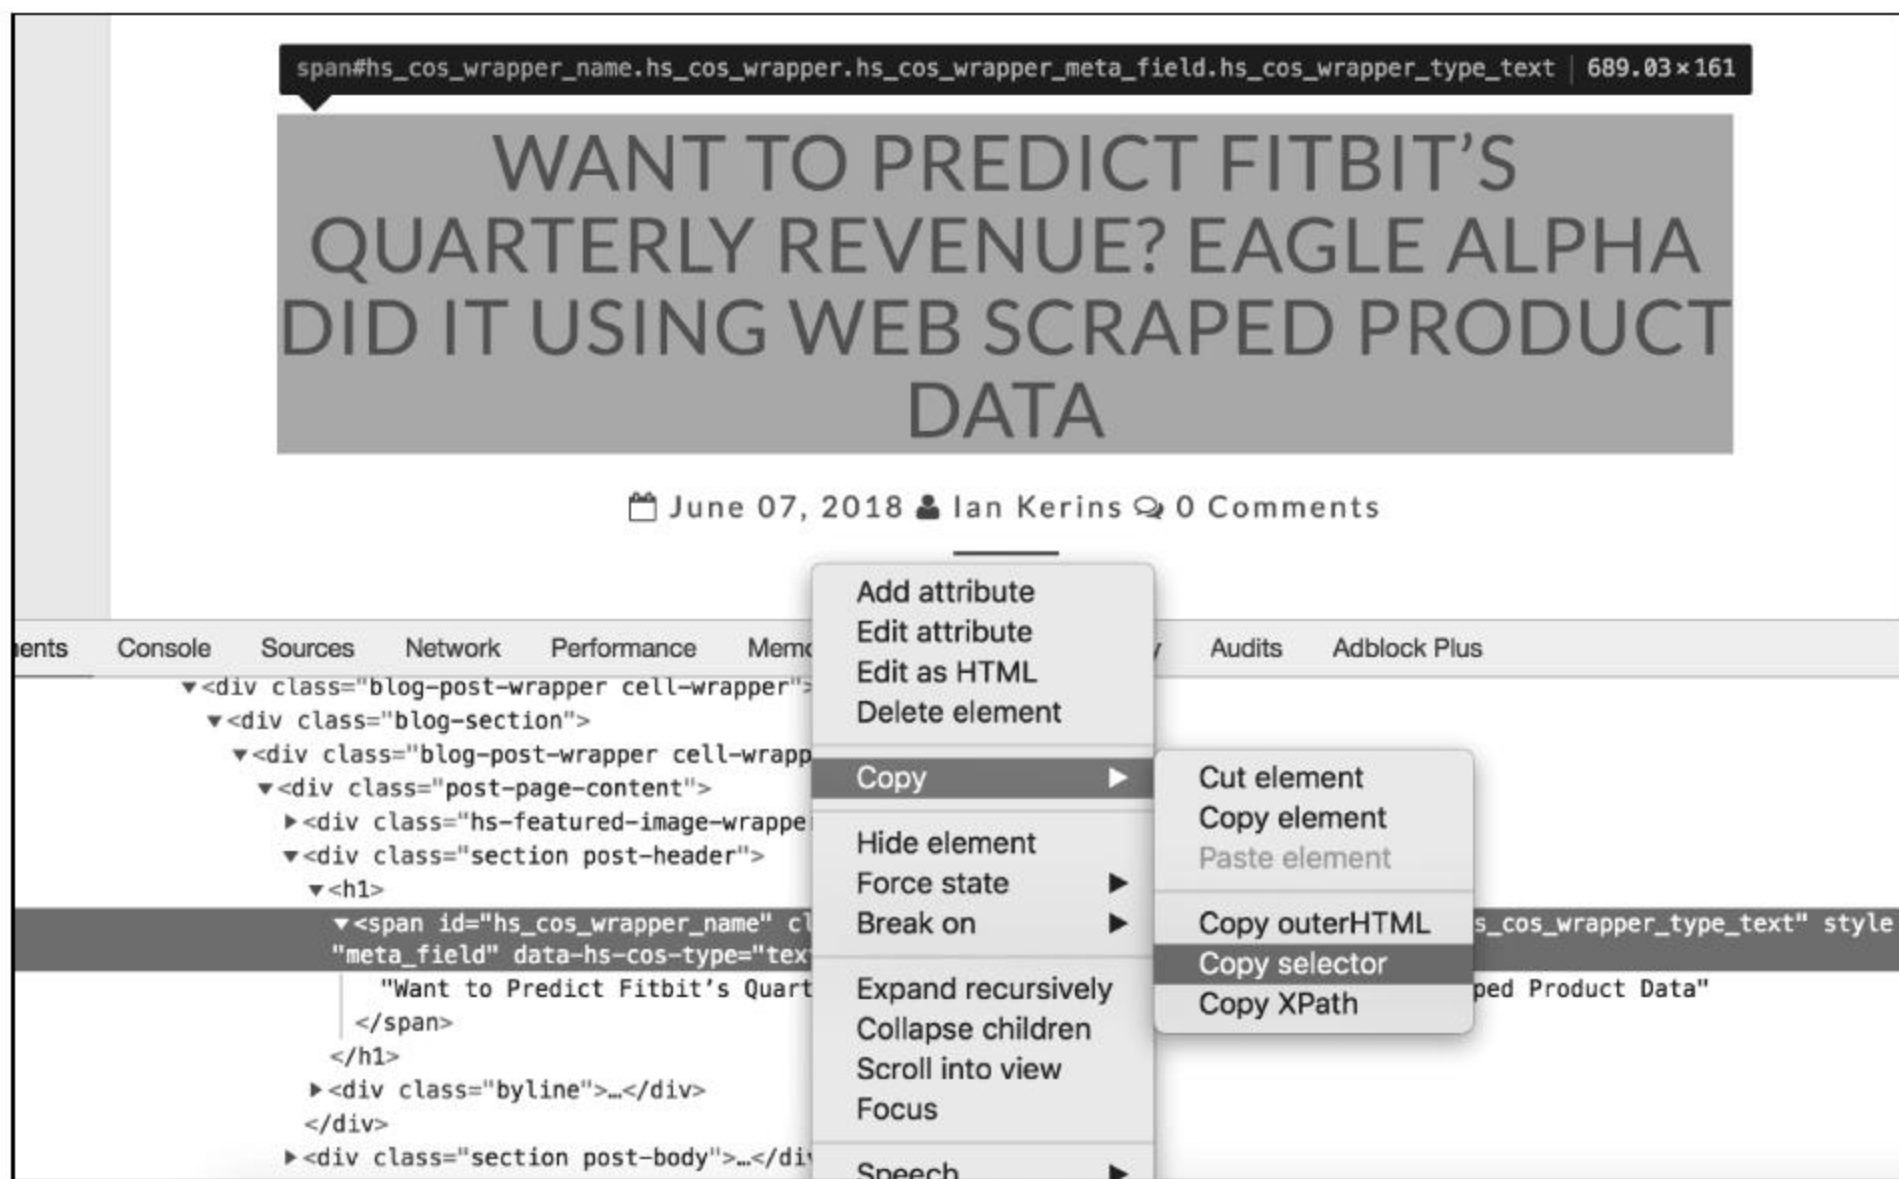 span#hs_cos_wrapper_name.hs_cos_wrapper.hs_cos_wrapper_meta_field.hs_cos_wrapper_type_text | 689.03×161
WANT TO PREDICT FITBIT’S
QUARTERLY REVENUE? EAGLE ALPHA
DID IT USING WEB SCRAPED PRODUCT
DATA
June 07, 2018 Ian Kerins 0 Comments
Console Sources Network Performance Audits Adblock Plus
<div class="blog-post-wrapper cell-wrapper">
<div class="blog-section">
<div class="blog-post-wrapper cell-wrapp
<div class="post-page-content">
<div class="hs-featured-image-wrappe
<div class="section post-header">
<h1>
<span id="hs_cos_wrapper_name" cl s_cos_wrapper_type_text" style
"meta_field" data-hs-cos-type="tex
"Want to Predict Fitbit’s Quart ped Product Data"
</span>
</h1>
<div class="byline">…</div>
</div>
<div class="section post-body">…</di
Add attribute
Edit attribute
Edit as HTML
Delete element
Copy
Hide element
Force state
Break on
Expand recursively
Collapse children
Scroll into view
Focus
Speech
Cut element
Copy element
Paste element
Copy outerHTML
Copy selector
Copy XPath